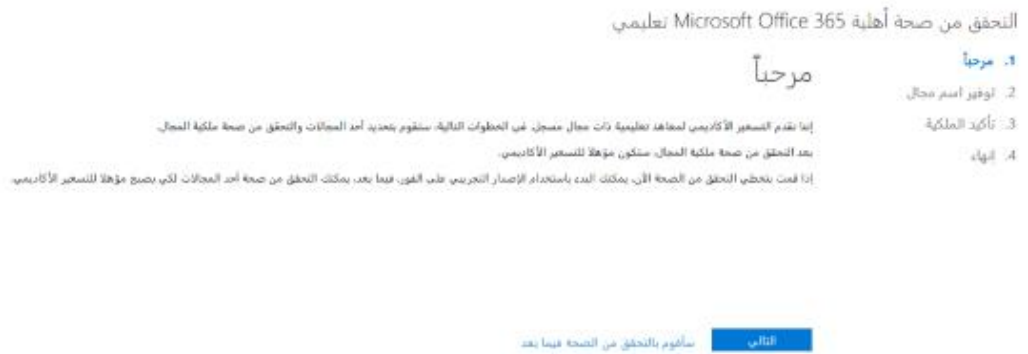 التحقق من صحة أهلية Microsoft Office 365 تعليمي
1. مرحباً
2. توفير اسم مجال
3. تأكيد الملكية
4. انهاء
مرحباً
إننا نقدم التسعير الأكاديمي لمعاهد تعليمية ذات مجال مسجل. في الخطوات التالية، ستقوم بتحديد أحد المجالات والتحقق من صحة ملكية المجال.
بعد التحقق من صحة ملكية المجال، ستكون مؤهلا للتسعير الأكاديمي.
إذا قمت بتخطي التحقق من الصحة الآن، يمكنك البدء باستخدام الإصدار التجريبي على الفور. فيما بعد، يمكنك التحقق من صحة أحد المجالات لكي يصبح مؤهلا للتسعير الأكاديمي.
التالي
سأقوم بالتحقق من الصحة فيما بعد